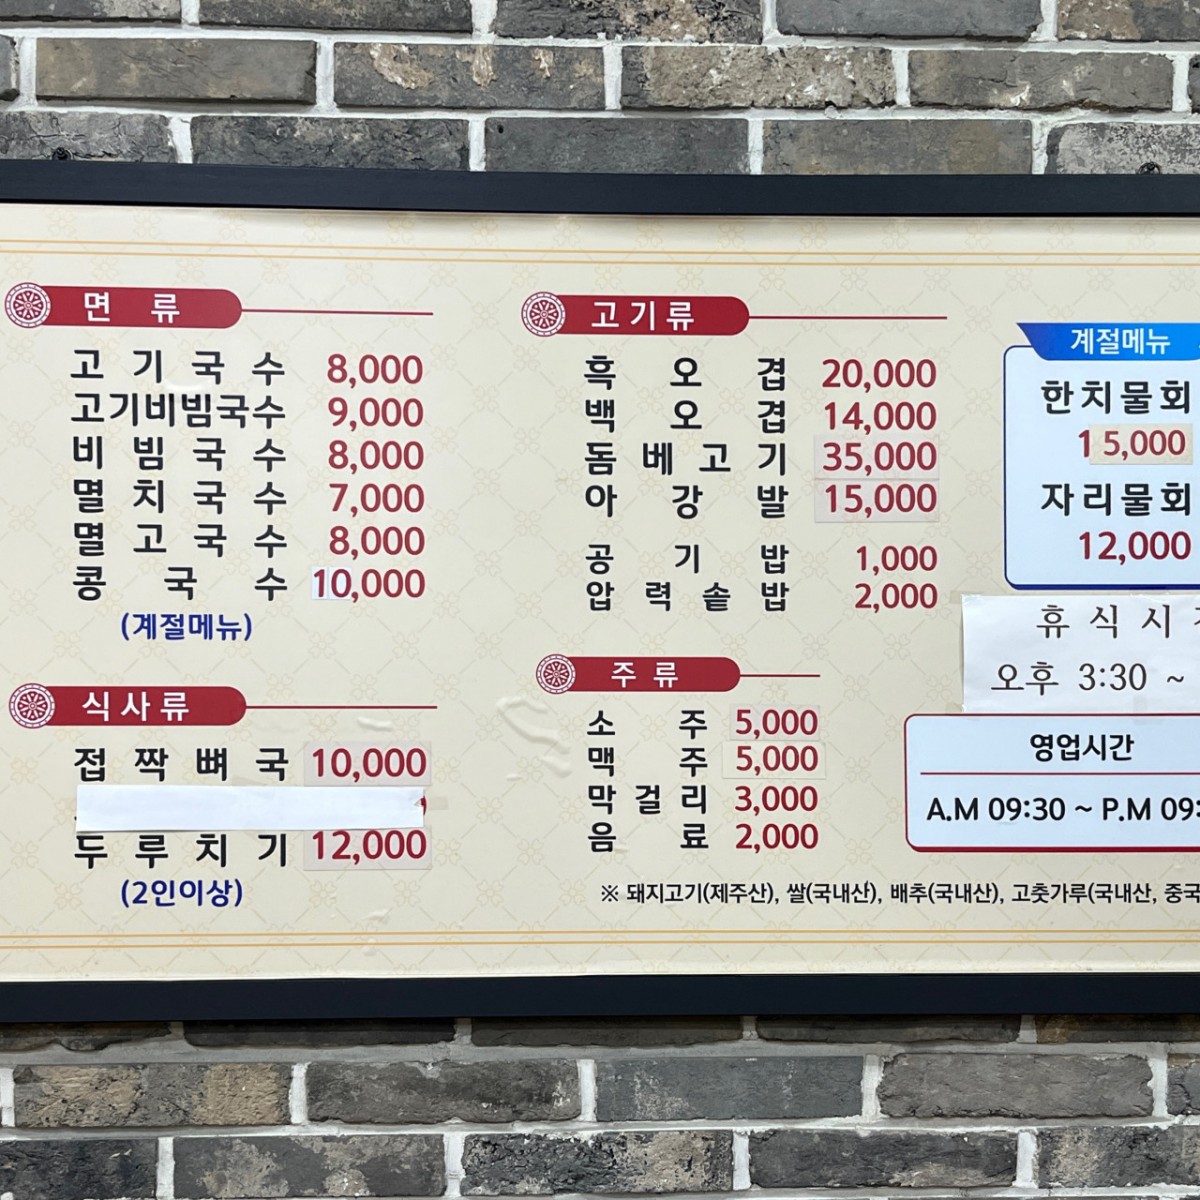 면 류
고 기 국 수 8,000
고기비빔국수 9,000
비 빔 국 수 8,000
멸 치 국 수 7,000
멸 고 국 수 8,000
콩 국 수 10,000
(계절메뉴)
식사류
접 짝 뼈 국 10,000
두 루 치 기 12,000
(2인이상)
고기류
흑 오 겹 20,000
백 오 겹 14,000
돔 베 고 기 35,000
아 강 발 15,000
공 기 밥 1,000
압 력 솥 밥 2,000
주 류
소 주 5,000
맥 주 5,000
막 걸 리 3,000
음 료 2,000
계절메뉴
한치물회
15,000
자리물회
12,000
휴 식 시
오후 3:30 ~
영업시간
A.M 09:30 ~ P.M 09:
※ 돼지고기(제주산), 쌀(국내산), 배추(국내산), 고춧가루(국내산, 중국